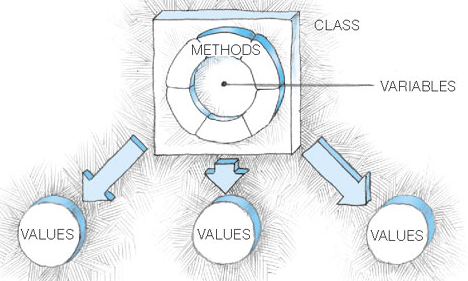 CLASS
METHODS
VARIABLES
VALUES
VALUES
VALUES